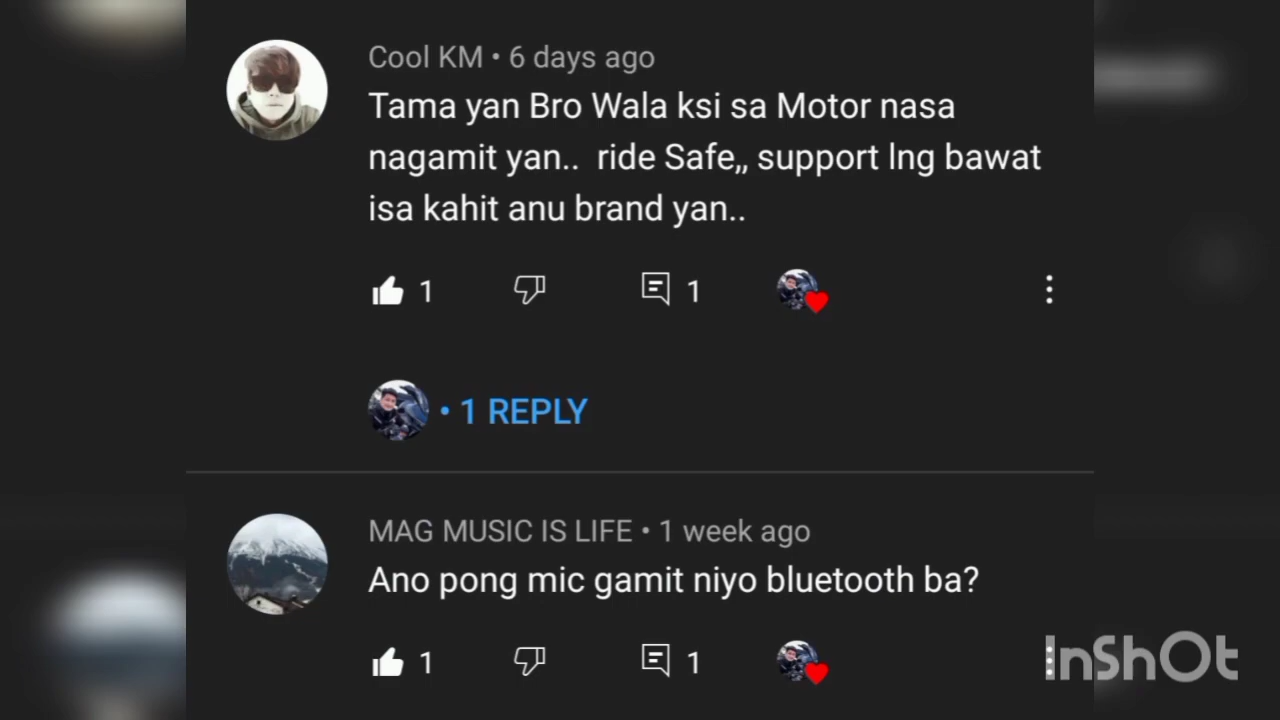 Cool KM • 6 days ago
Tama yan Bro Wala ksi sa Motor nasa
nagamit yan..  ride Safe,, support lng bawat
isa kahit anu brand yan..
1
1
• 1 REPLY
MAG MUSIC IS LIFE • 1 week ago
Ano pong mic gamit niyo bluetooth ba?
1
1
InShOt